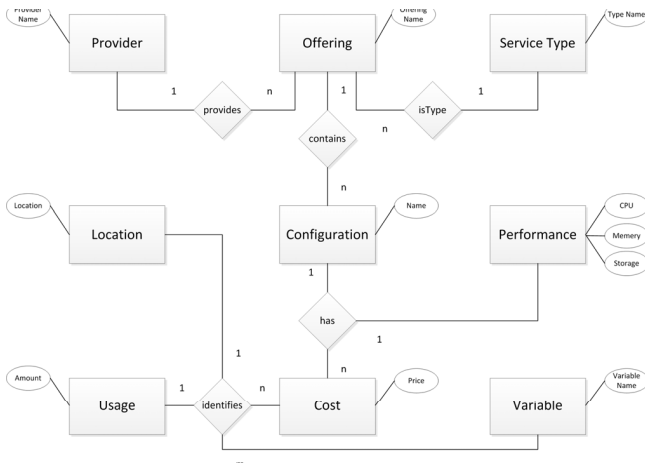 Provider
Name
Offering
Name
Type Name
Provider
Offering
Service Type
1
n
1
1
provides
isType
n
contains
n
Location
Name
CPU
Location
Configuration
Performance
Memory
Storage
1
has
1
1
n
Amount
1
n
Price
Variable
Name
Usage
identifies
Cost
Variable